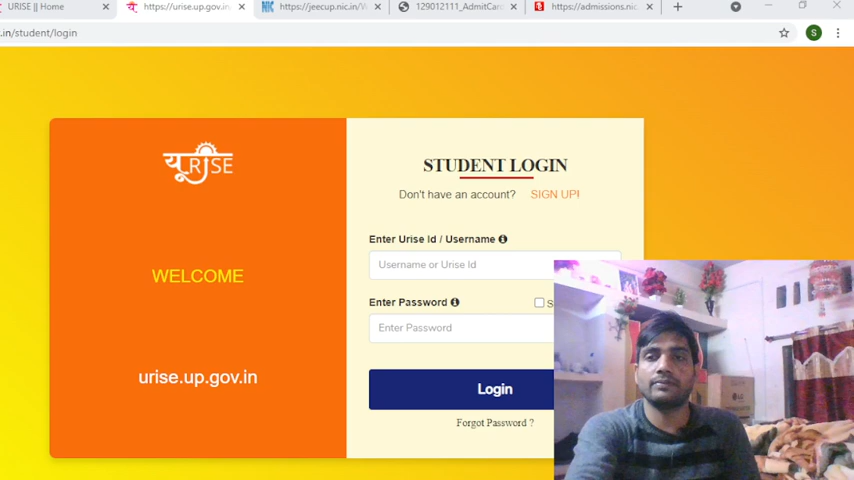 URISE || Home
https://urise.up.gov.in
https://jeecup.nic.in/W
129012111_AdmitCar
https://admissions.nic
.in/student/login
S
यूRISE
STUDENT LOGIN
Don't have an account? SIGN UP!
Enter Urise Id / Username
Username or Urise Id
WELCOME
Enter Password
S
Enter Password
urise.up.gov.in
Login
Forgot Password ?
LG